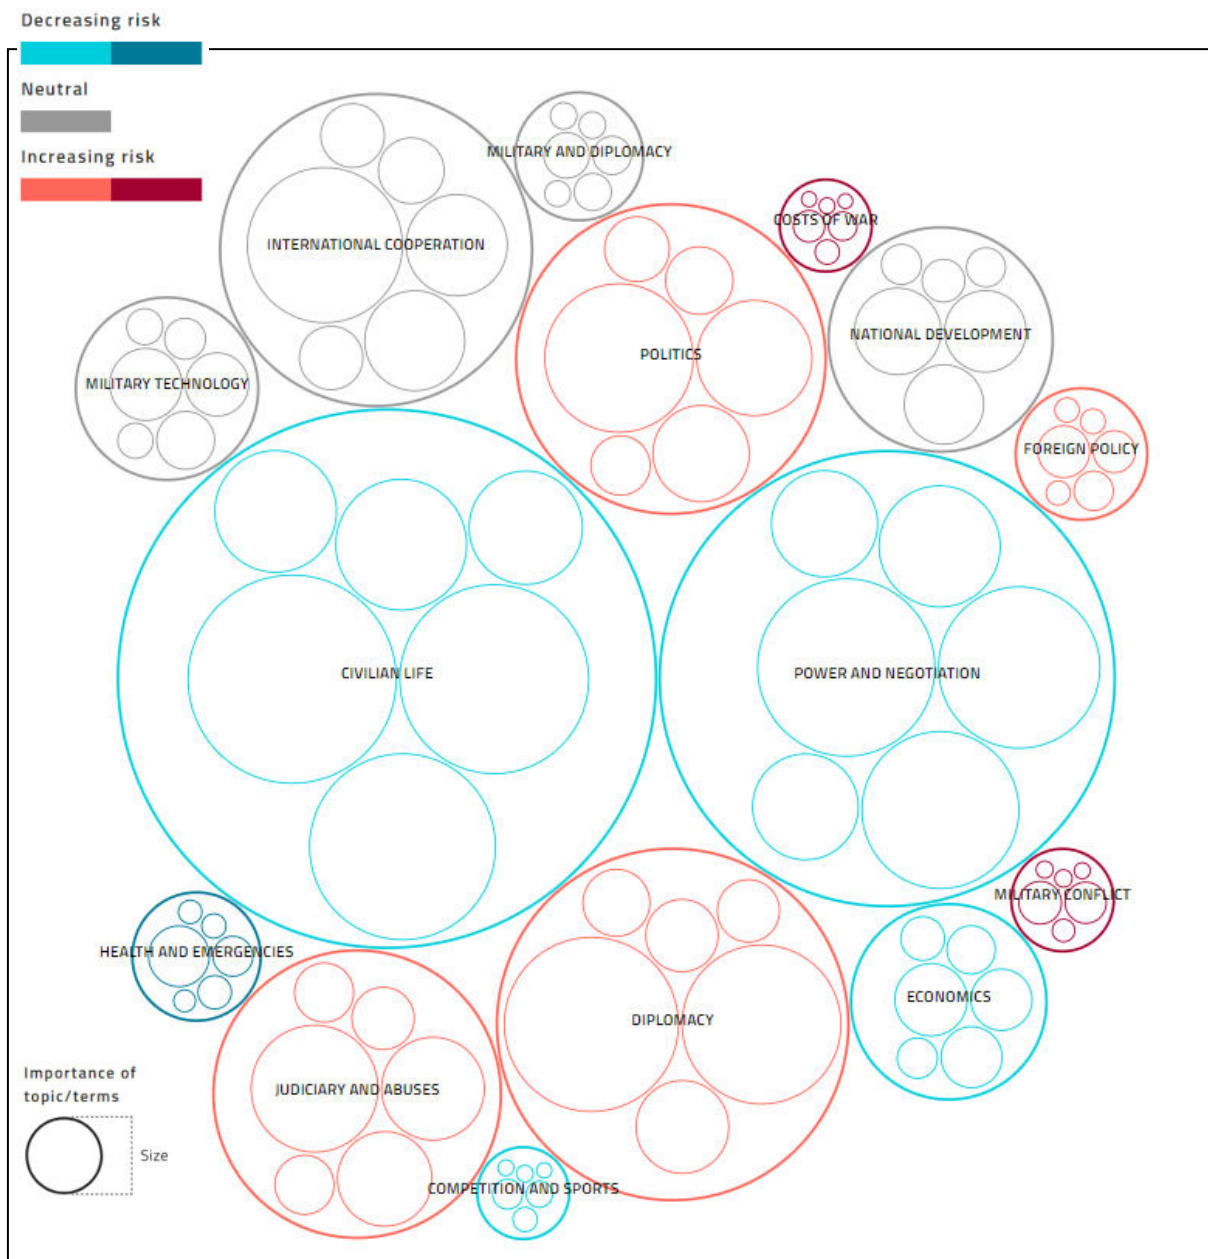 Decreasing risk
Neutral
Increasing risk
MILITARY AND DIPLOMACY
COSTS OF WAR
INTERNATIONAL COOPERATION
NATIONAL DEVELOPMENT
POLITICS
MILITARY TECHNOLOGY
FOREIGN POLICY
CIVILIAN LIFE
POWER AND NEGOTIATION
MILITARY CONFLICT
HEALTH AND EMERGENCIES
ECONOMICS
DIPLOMACY
JUDICIARY AND ABUSES
COMPETITION AND SPORTS
Importance of
topic/terms
Size